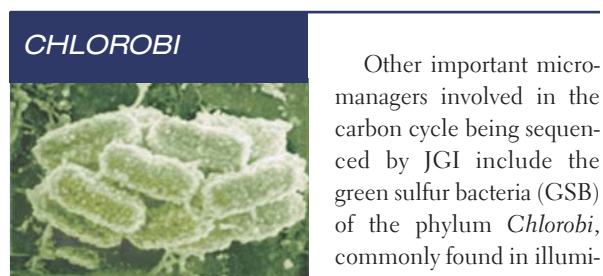 CHLOROBI
Other important micro-
managers involved in the
carbon cycle being sequen-
ced by JGI include the
green sulfur bacteria (GSB)
of the phylum Chlorobi,
commonly found in illumi-